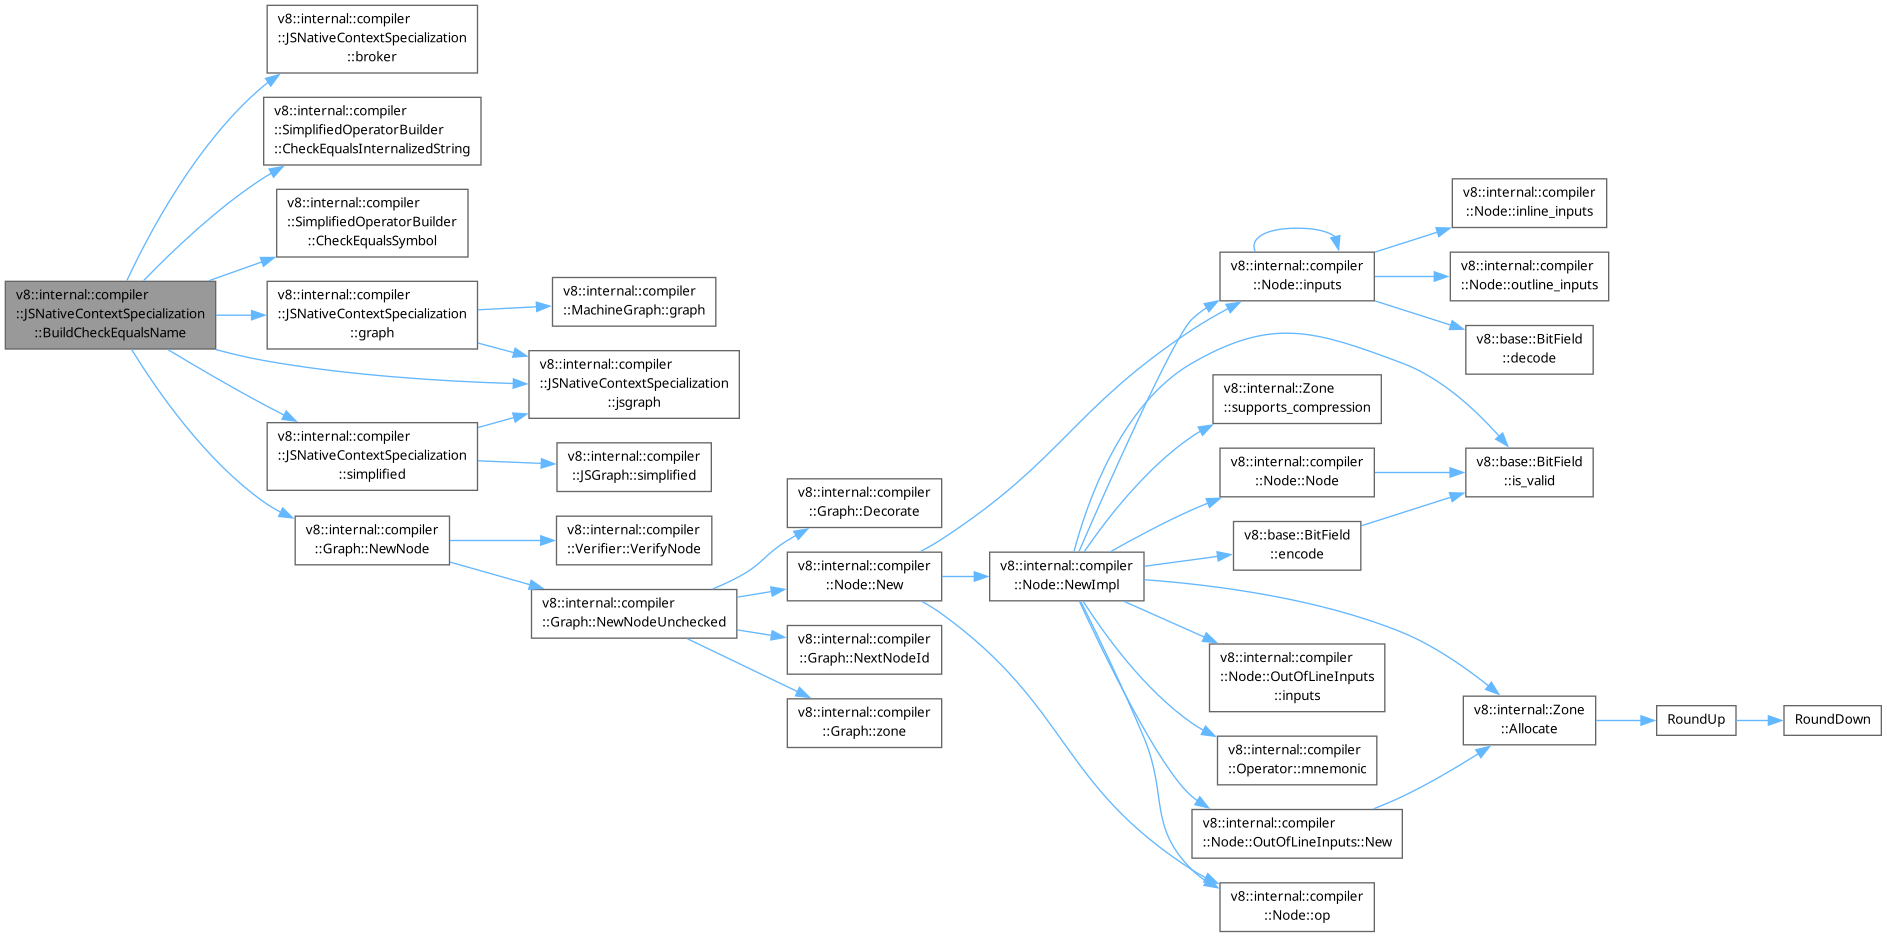 v8::internal::compiler
::JSNativeContextSpecialization
::BuildCheckEqualsName
v8::internal::compiler
::JSNativeContextSpecialization
::broker
v8::internal::compiler
::SimplifiedOperatorBuilder
::CheckEqualsInternalizedString
v8::internal::compiler
::SimplifiedOperatorBuilder
::CheckEqualsSymbol
v8::internal::compiler
::JSNativeContextSpecialization
::graph
v8::internal::compiler
::JSNativeContextSpecialization
::simplified
v8::internal::compiler
::Graph::NewNode
v8::internal::compiler
::MachineGraph::graph
v8::internal::compiler
::JSNativeContextSpecialization
::jsgraph
v8::internal::compiler
::JSGraph::simplified
v8::internal::compiler
::Verifier::VerifyNode
v8::internal::compiler
::Graph::NewNodeUnchecked
v8::internal::compiler
::Graph::Decorate
v8::internal::compiler
::Node::New
v8::internal::compiler
::Graph::NextNodeId
v8::internal::compiler
::Graph::zone
v8::internal::compiler
::Node::NewImpl
v8::internal::compiler
::Node::inputs
v8::internal::Zone
::supports_compression
v8::internal::compiler
::Node::Node
v8::base::BitField
::encode
v8::internal::compiler
::Node::OutOfLineInputs
::inputs
v8::internal::compiler
::Operator::mnemonic
v8::internal::compiler
::Node::OutOfLineInputs::New
v8::internal::compiler
::Node::op
v8::internal::compiler
::Node::inline_inputs
v8::internal::compiler
::Node::outline_inputs
v8::base::BitField
::decode
v8::base::BitField
::is_valid
v8::internal::Zone
::Allocate
RoundUp
RoundDown